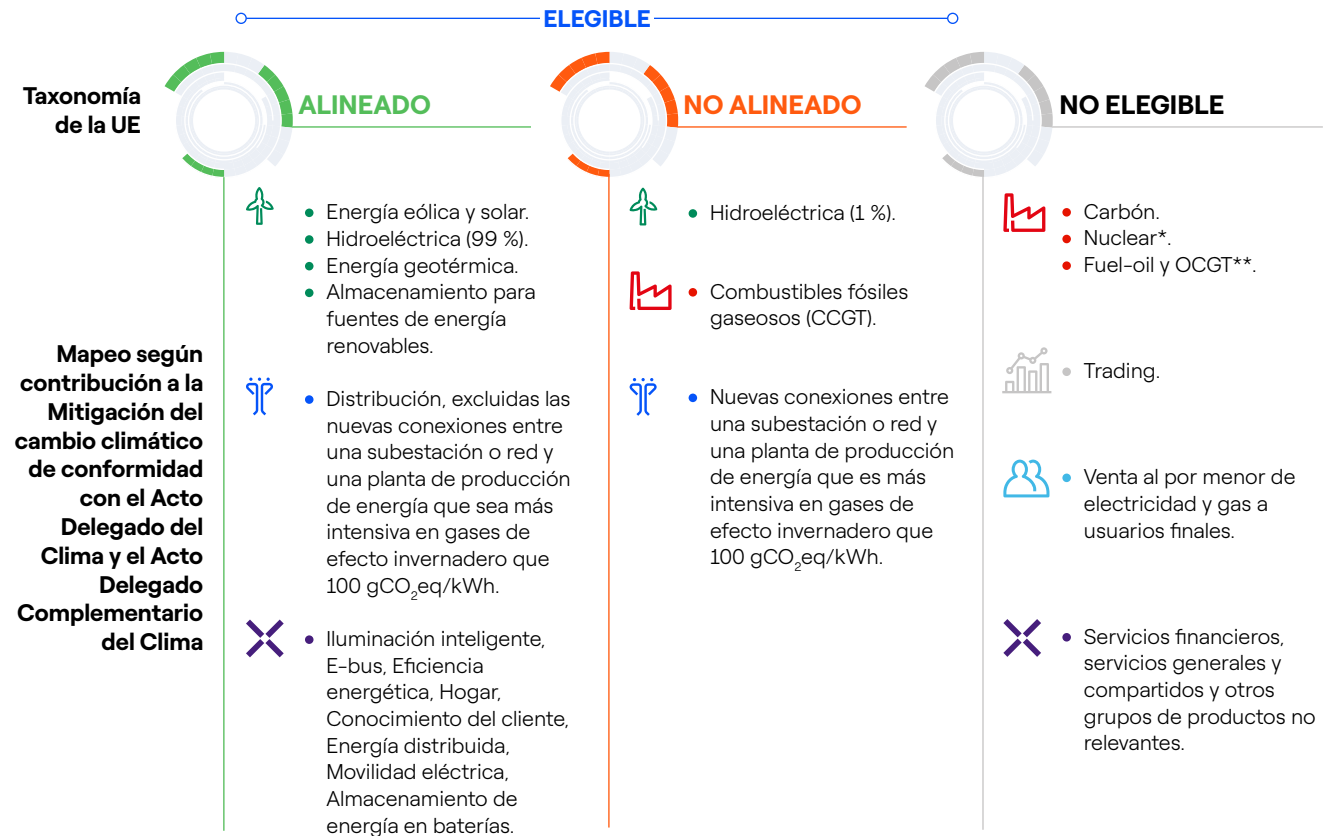 ELEGIBLE
Taxonomía
de la UE
ALINEADO
NO ALINEADO
NO ELEGIBLE
Mapeo según
contribución a la
Mitigación del
cambio climático
de conformidad
con el Acto
Delegado del
Clima y el Acto
Delegado
Complementario
del Clima
• Energía eólica y solar.
• Hidroeléctrica (99 %).
• Energía geotérmica.
• Almacenamiento para
fuentes de energía
renovables.
• Distribución, excluidas las
nuevas conexiones entre
una subestación o red y
una planta de producción
de energía que sea más
intensiva en gases de
efecto invernadero que
100 gCO₂eq/kWh.
• Iluminación inteligente,
E-bus, Eficiencia
energética, Hogar,
Conocimiento del cliente,
Energía distribuida,
Movilidad eléctrica,
Almacenamiento de
energía en baterías.
• Hidroeléctrica (1 %).
• Combustibles fósiles
gaseosos (CCGT).
• Nuevas conexiones entre
una subestación o red y
una planta de producción
de energía que es más
intensiva en gases de
efecto invernadero que
100 gCO₂eq/kWh.
• Carbón.
• Nuclear*.
• Fuel-oil y OCGT**.
• Trading.
• Venta al por menor de
electricidad y gas a
usuarios finales.
• Servicios financieros,
servicios generales y
compartidos y otros
grupos de productos no
relevantes.